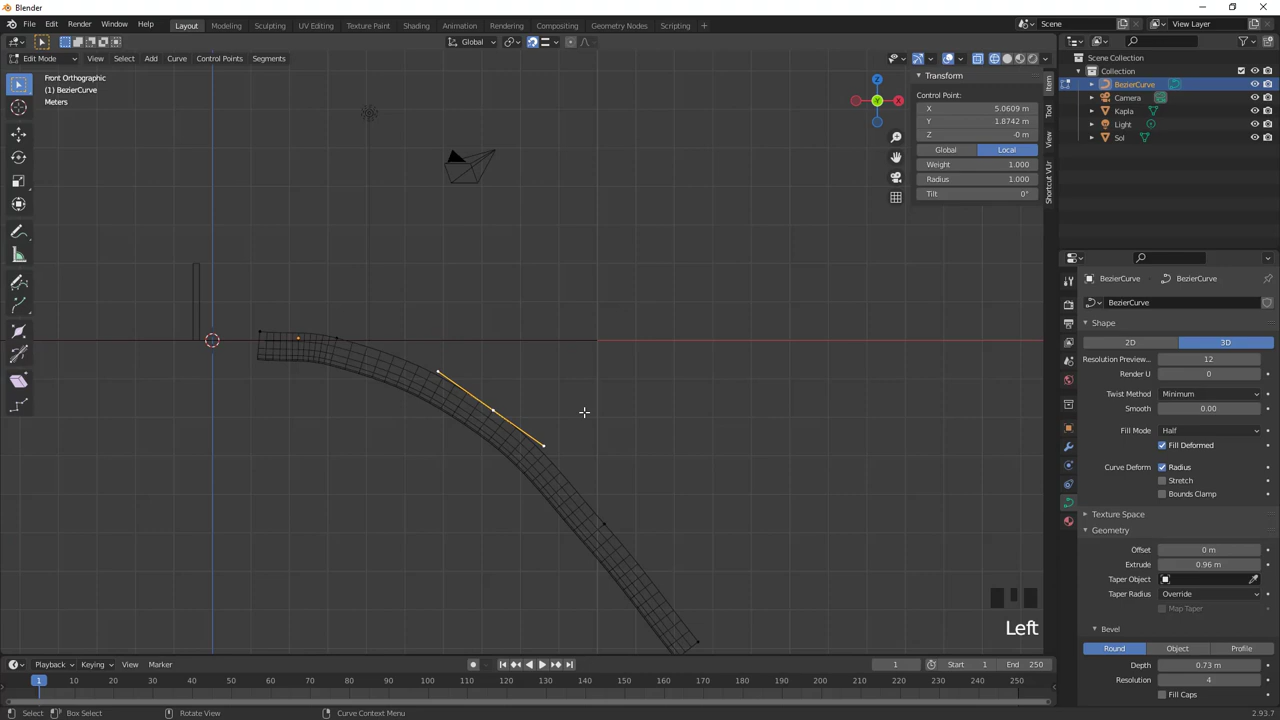 Blender
File Edit Render Window Help
Layout Modeling Sculpting UV Editing Texture Paint Shading Animation Rendering Compositing Geometry Nodes Scripting +
Scene View Layer
Global
Edit Mode View Select Add Curve Control Points Segments
Front Orthographic
(1) BezierCurve
Meters
Transform
Control Point:
X 5.0609 m
Y 1.8742 m
Z -0 m
Global Local
Weight 1.000
Radius 1.000
Tilt 0°
Item
Tool
View
Shortcut VUr
Z
Y
X
Scene Collection
Collection
BezierCurve
Camera
Kapla
Light
Sol
BezierCurve BezierCurve
BezierCurve
Shape
2D 3D
Resolution Preview... 12
Render U 0
Twist Method Minimum
Smooth 0.00
Fill Mode Half
Fill Deformed
Curve Deform Radius
Stretch
Bounds Clamp
Texture Space
Geometry
Offset 0 m
Extrude 0.96 m
Taper Object
Taper Radius Override
Map Taper
Bevel
Round Object Profile
Depth 0.73 m
Resolution 4
Fill Caps
Left
Playback Keying View Marker
1 Start 1 End 250
1 10 20 30 40 50 60 70 80 90 100 110 120 130 140 150 160 170 180 190 200 210 220 230 240 250
Select Box Select Rotate View Curve Context Menu 2.93.7